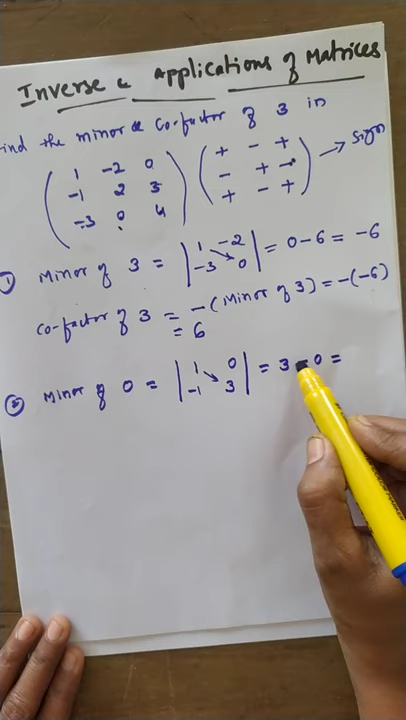 Inverse & Applications of Matrices
ind the minor & Co-factor of 3 in
( 1 -2 0 ) ( + - + )
( -1 2 3 ) ( - + - ) → Sign
( -3 0 4 ) ( + - + )
① Minor of 3 = | 1 -2 | = 0-6 = -6
| -3 0 |
Co-factor of 3 = -(Minor of 3) = -(-6)
= 6
② Minor of 0 = | 1 0 | = 3 - 0 =
| -1 3 |